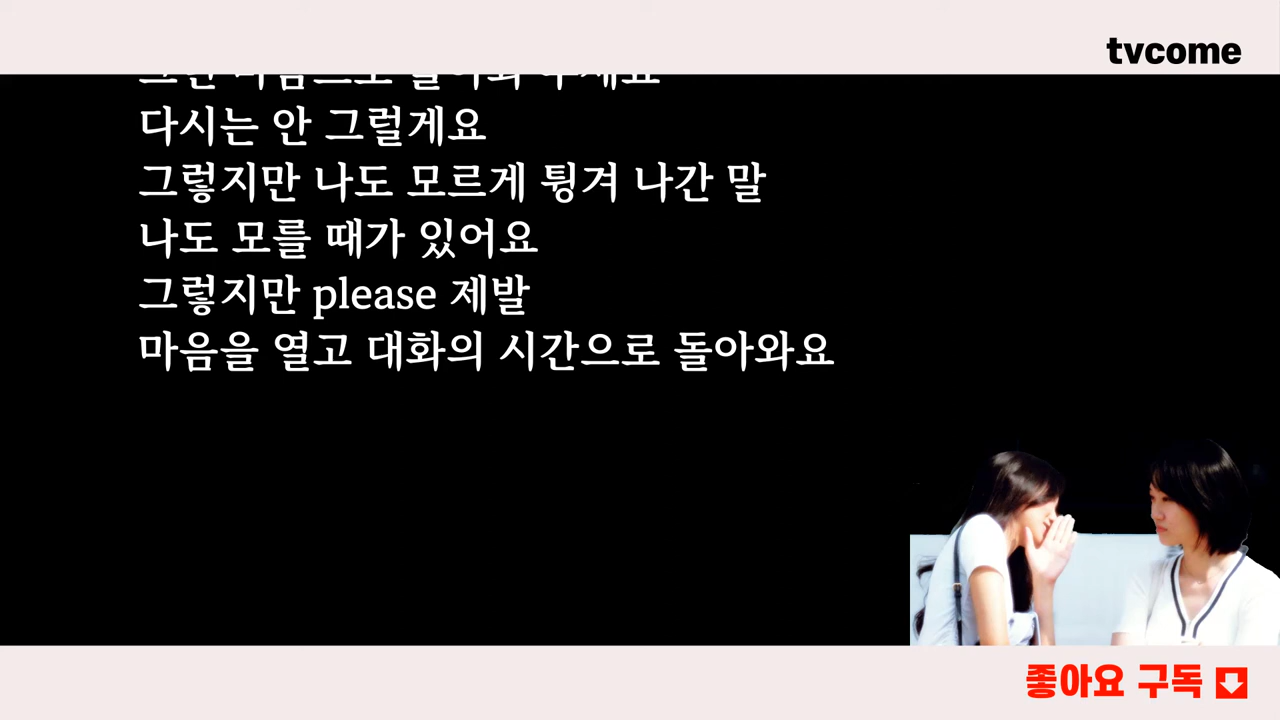 tvcome
다시는 안 그럴게요
그렇지만 나도 모르게 튕겨 나간 말
나도 모를 때가 있어요
그렇지만 please 제발
마음을 열고 대화의 시간으로 돌아와요
좋아요 구독